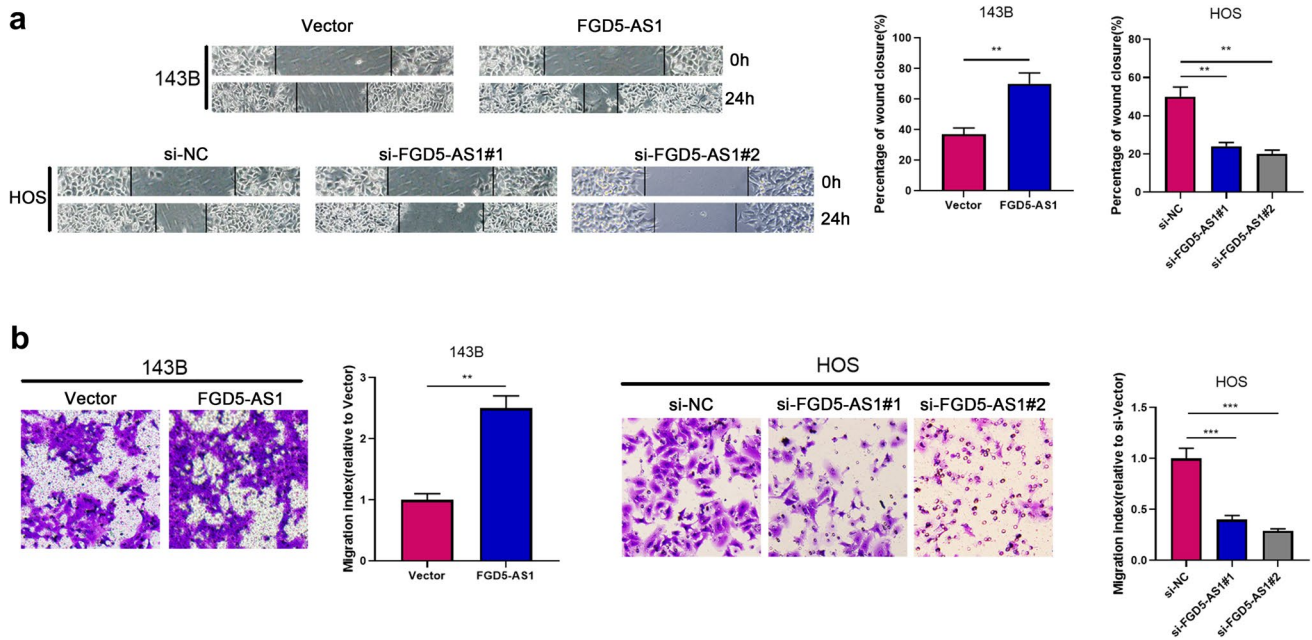 a
Vector
FGD5-AS1
143B
0h
24h
si-NC
si-FGD5-AS1#1
si-FGD5-AS1#2
HOS
0h
24h
143B
Percentage of wound closure(%)
100
80
60
40
20
0
**
Vector
FGD5-AS1
HOS
Percentage of wound closure(%)
80
60
40
20
0
**
**
si-NC
si-FGD5-AS1#1
si-FGD5-AS1#2
b
143B
Vector
FGD5-AS1
143B
Migration index(relative to Vector)
3
2
1
0
**
Vector
FGD5-AS1
HOS
si-NC
si-FGD5-AS1#1
si-FGD5-AS1#2
HOS
Migration index(relative to si-Vector)
1.5
1.0
0.5
0.0
***
***
si-NC
si-FGD5-AS1#1
si-FGD5-AS1#2